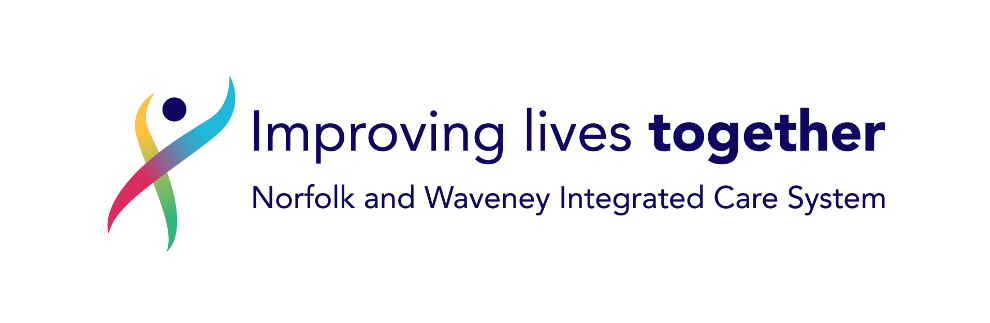 Improving lives together
Norfolk and Waveney Integrated Care System